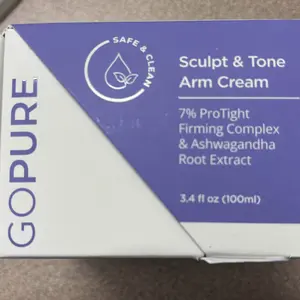 GOPURE
SAFE & CLEAN
Sculpt & Tone
Arm Cream
7% ProTight
Firming Complex
& Ashwagandha
Root Extract
3.4 fl oz (100ml)